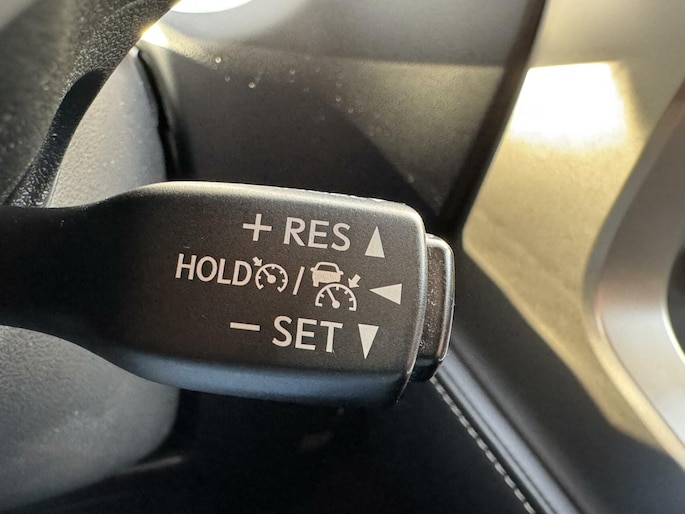 + RES
HOLD /
- SET